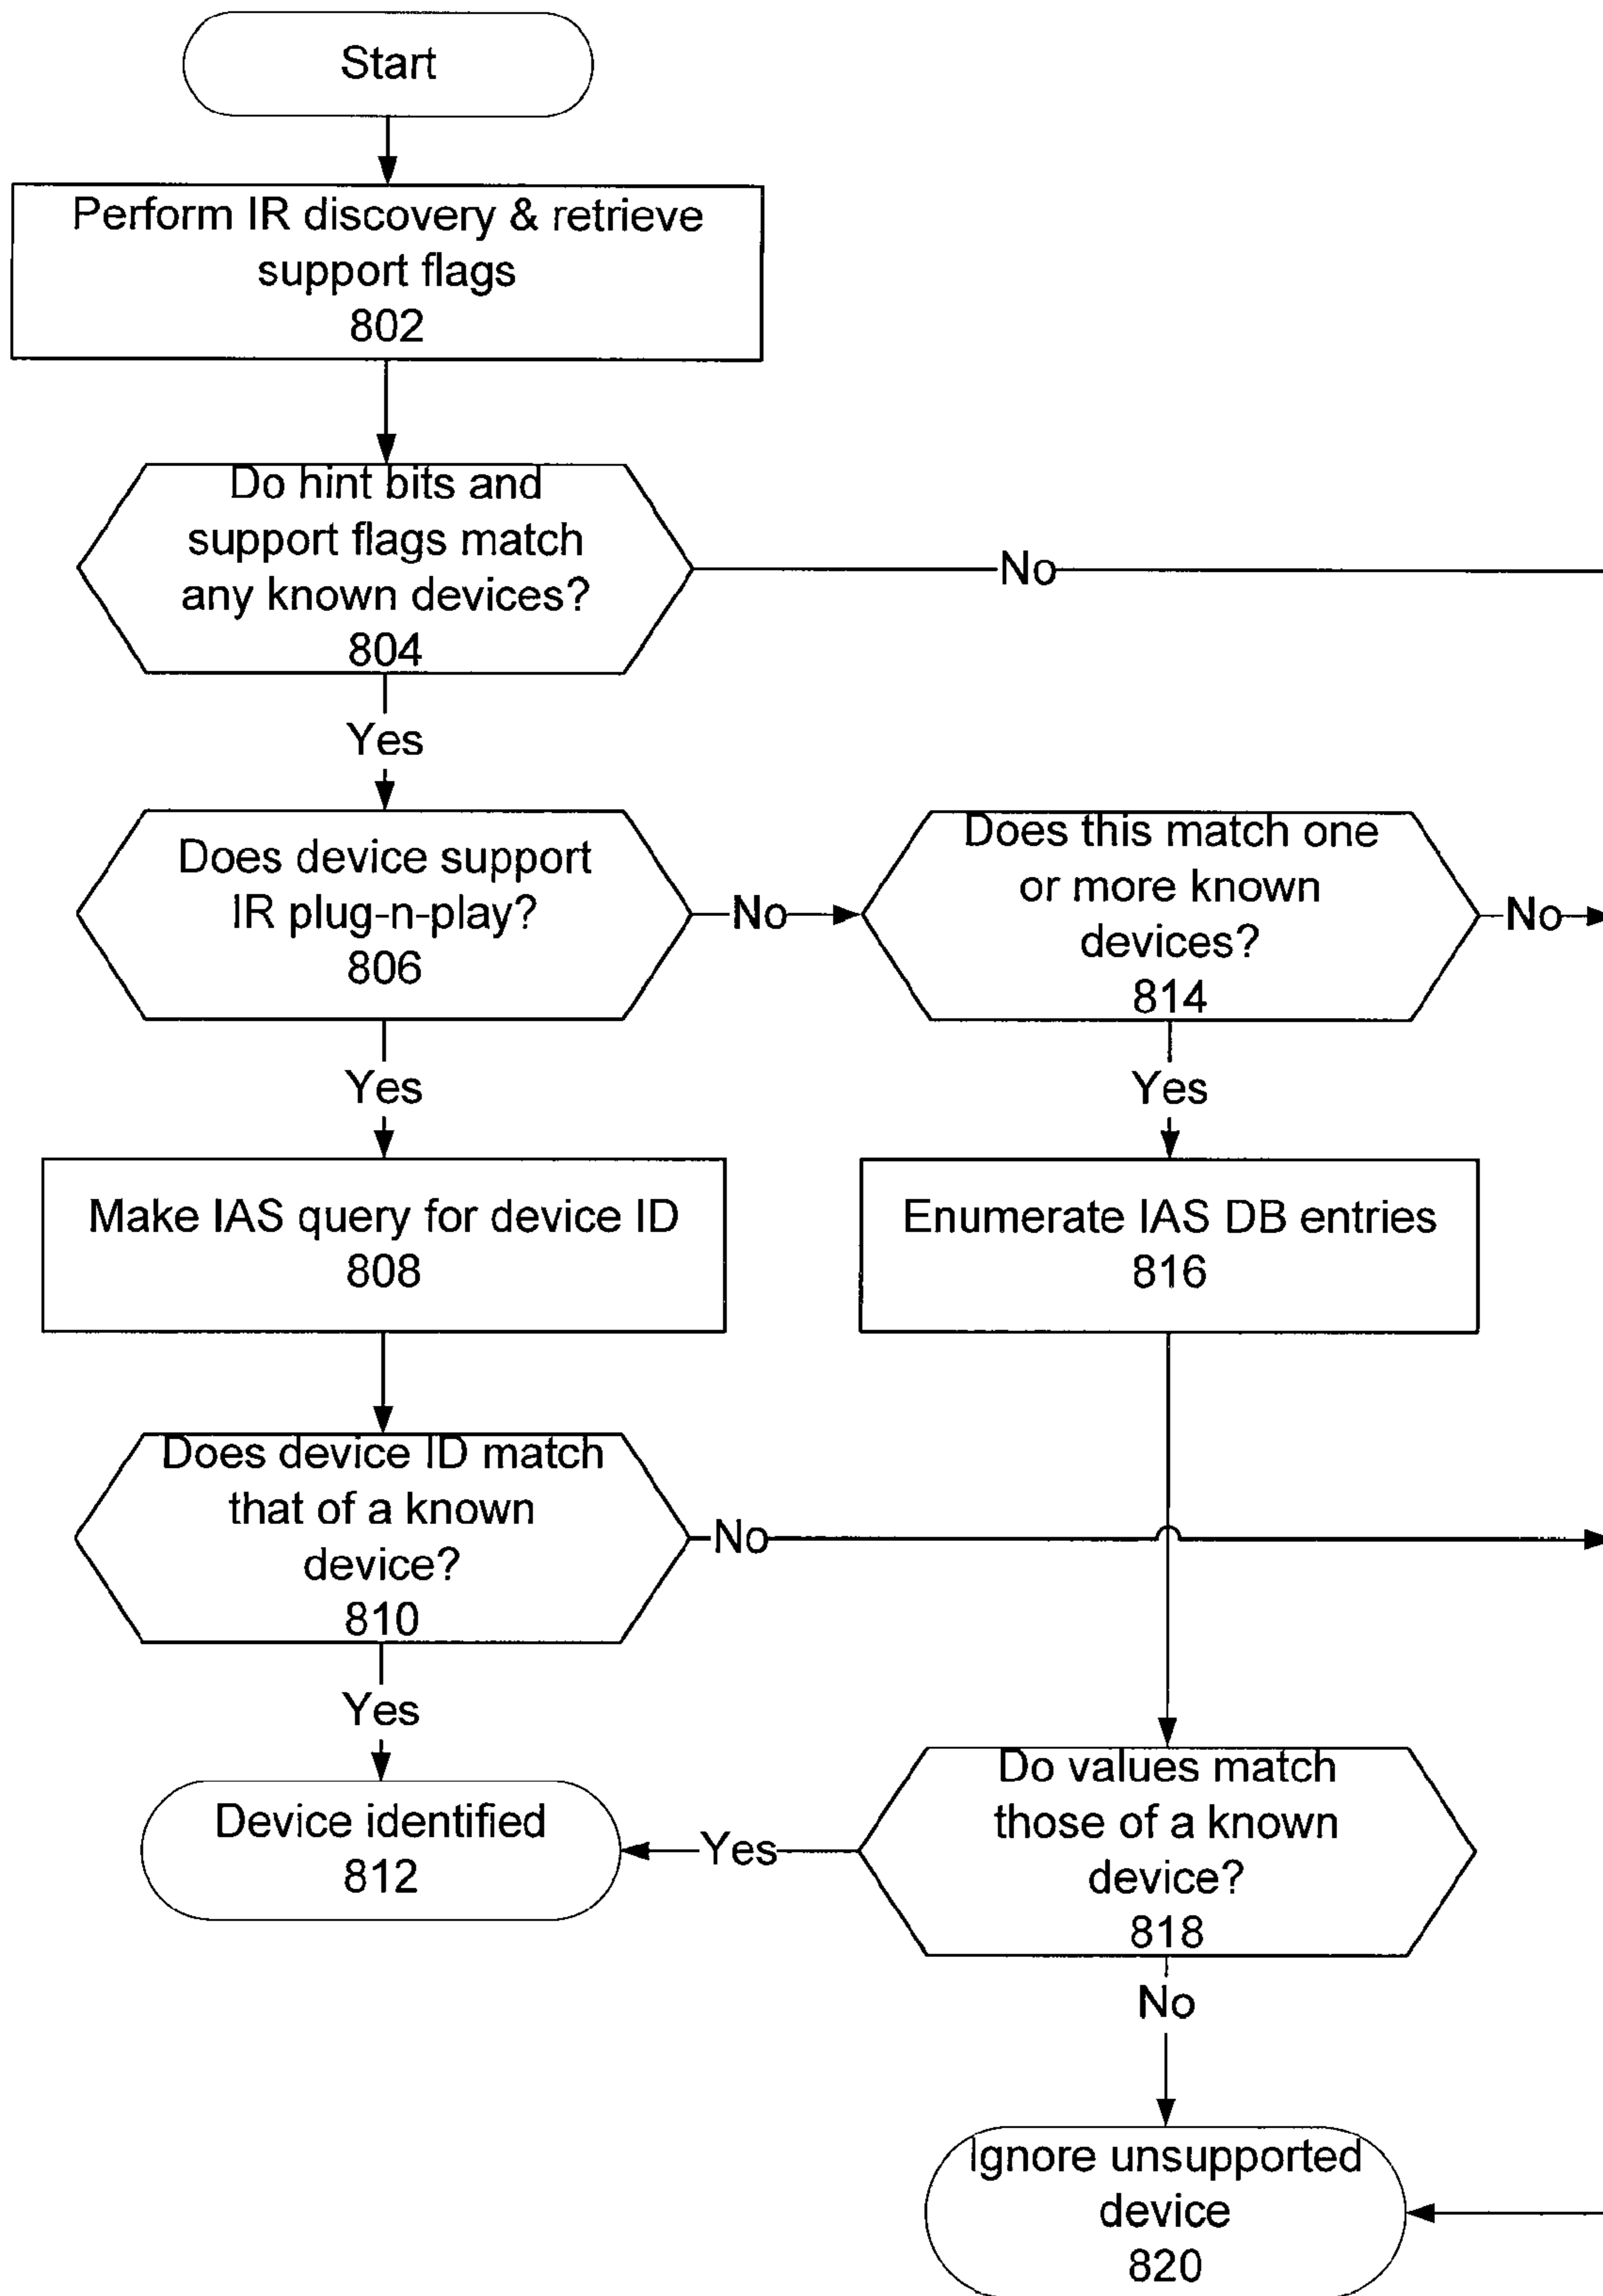 Start
Perform IR discovery & retrieve
support flags
802
Do hint bits and
support flags match
any known devices?
804
No
Yes
Does device support
IR plug-n-play?
806
No
Does this match one
or more known
devices?
814
No
Yes
Yes
Make IAS query for device ID
808
Enumerate IAS DB entries
816
Does device ID match
that of a known
device?
810
No
Yes
Device identified
812
Yes
Do values match
those of a known
device?
818
No
Ignore unsupported
device
820